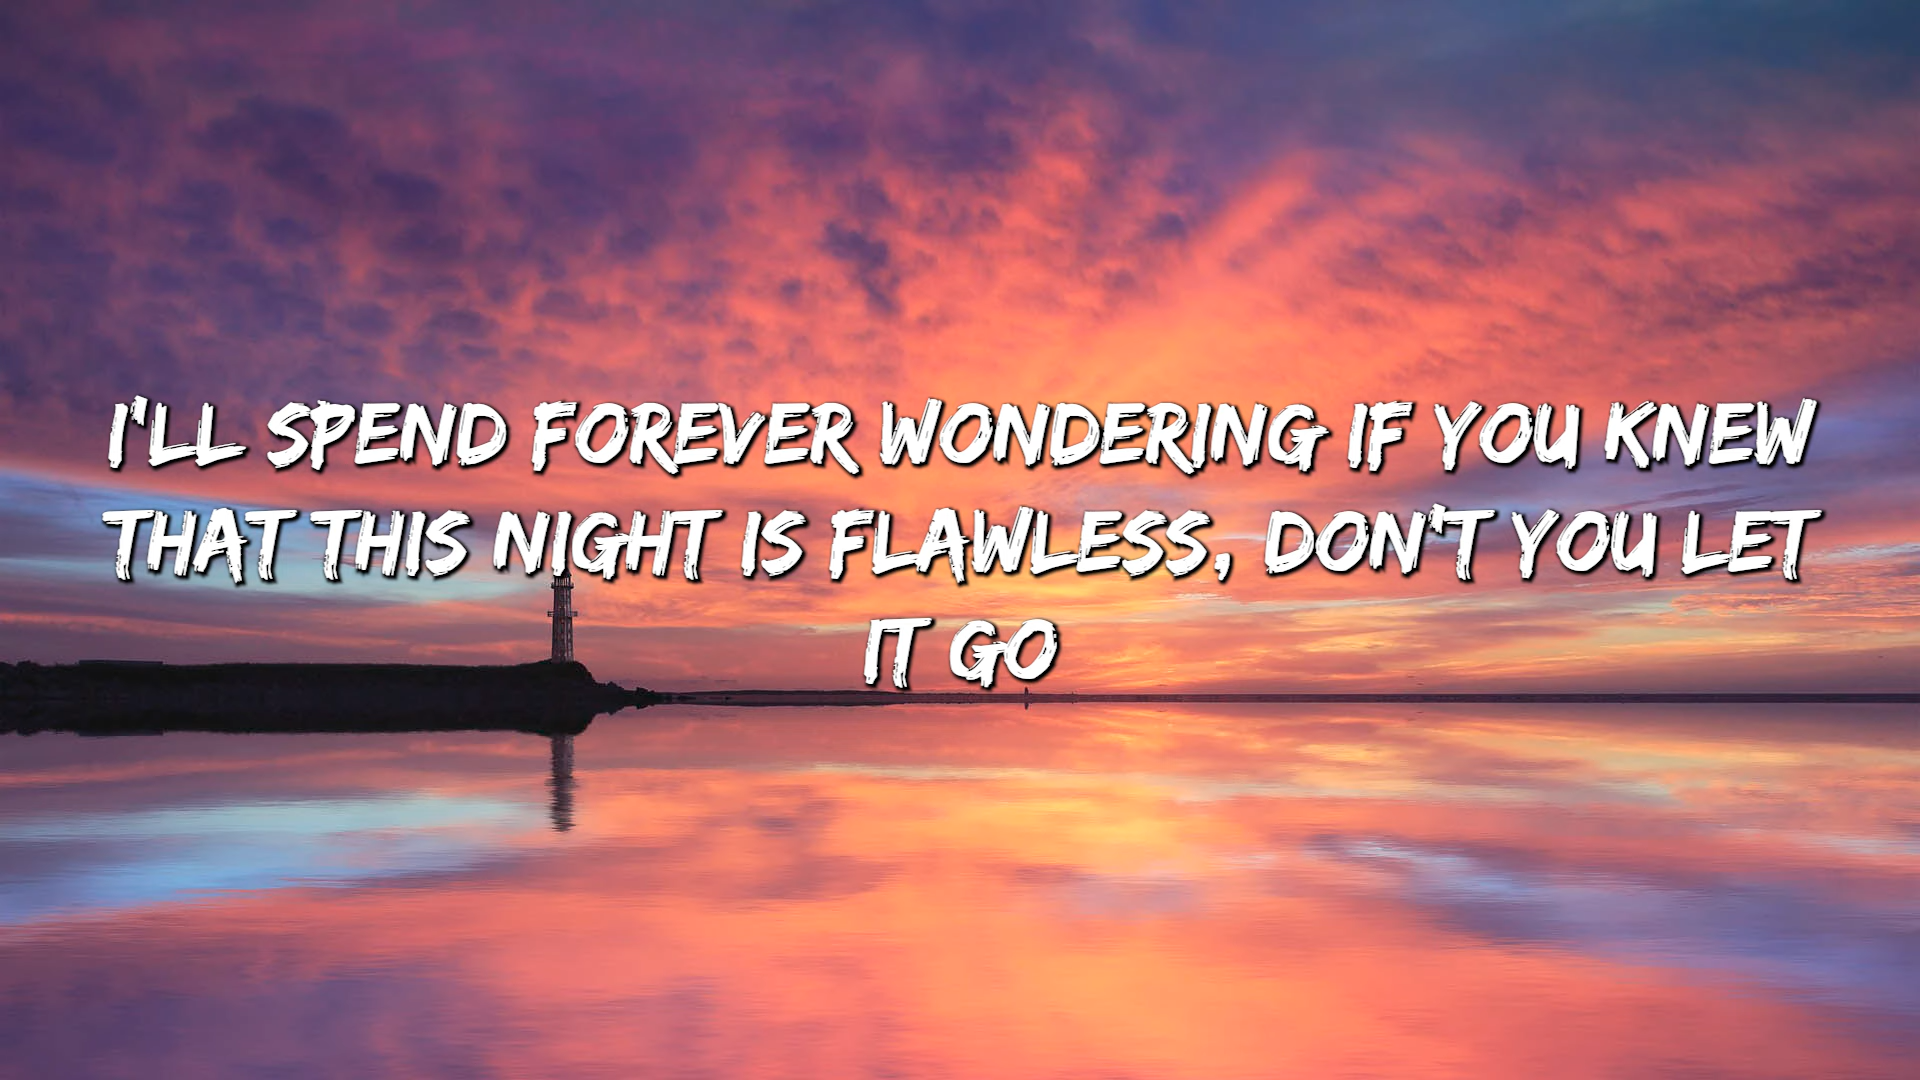 I'LL SPEND FOREVER WONDERING IF YOU KNEW
THAT THIS NIGHT IS FLAWLESS, DON'T YOU LET
IT GO